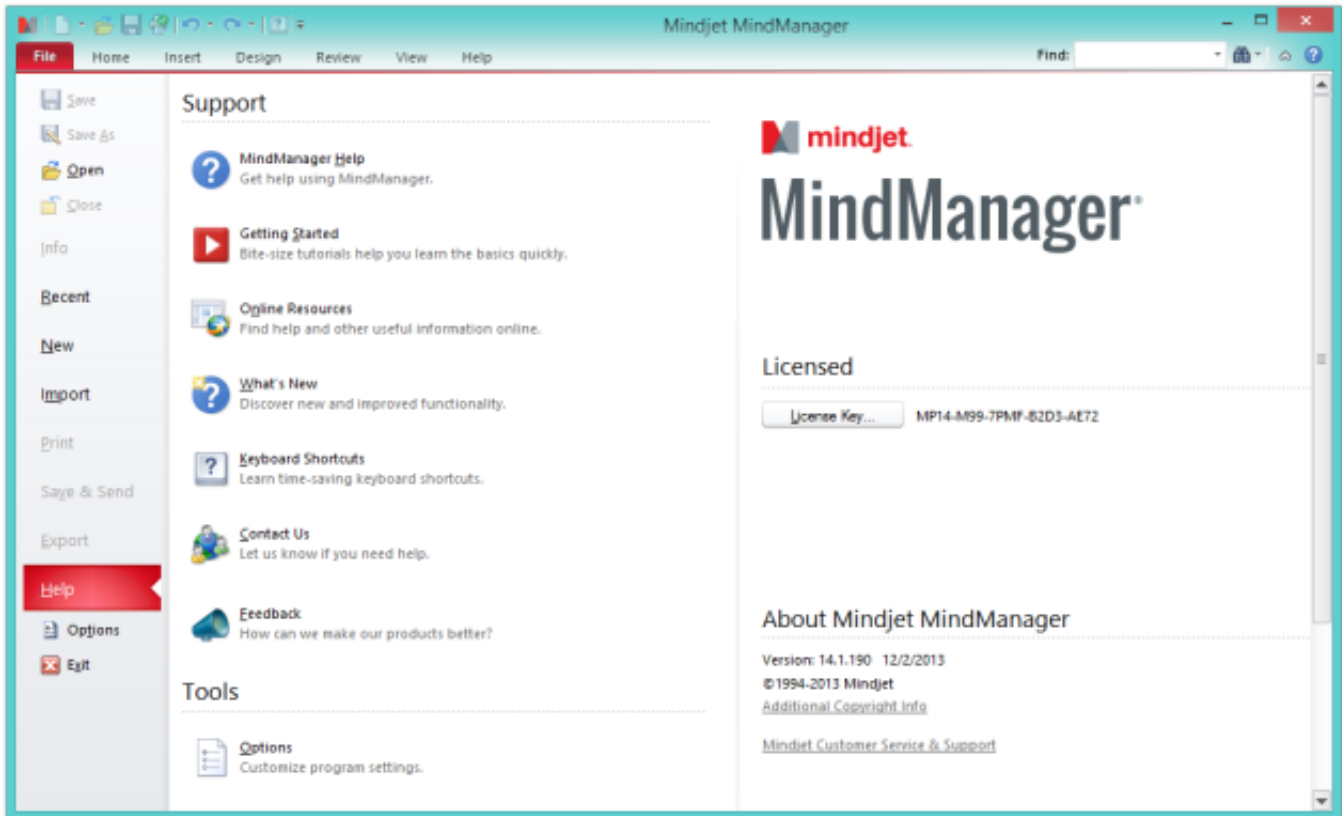 Mindjet MindManager
File Home Insert Design Review View Help Find:
Save
Save As
Open
Close
Info
Recent
New
Import
Print
Save & Send
Export
Help
Options
Exit
Support
MindManager Help
Get help using MindManager.
Getting Started
Bite-size tutorials help you learn the basics quickly.
Online Resources
Find help and other useful information online.
What's New
Discover new and improved functionality.
Keyboard Shortcuts
Learn time-saving keyboard shortcuts.
Contact Us
Let us know if you need help.
Feedback
How can we make our products better?
Tools
Options
Customize program settings.
mindjet.
MindManager®
Licensed
License Key... MP14-M99-7PMF-B2D3-AE72
About Mindjet MindManager
Version: 14.1.190 12/2/2013
©1994-2013 Mindjet
Additional Copyright Info
Mindjet Customer Service & Support